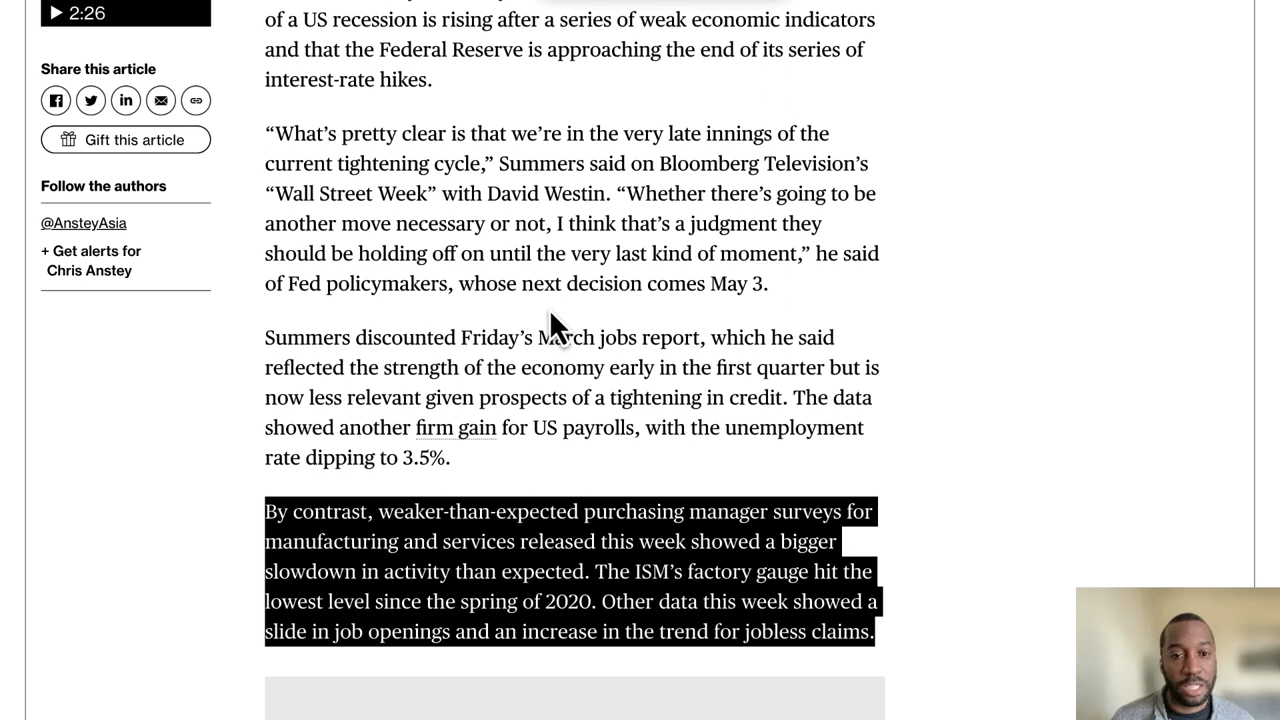 2:26
Share this article
Gift this article
Follow the authors
@AnsteyAsia
+ Get alerts for
Chris Anstey
of a US recession is rising after a series of weak economic indicators
and that the Federal Reserve is approaching the end of its series of
interest-rate hikes.
“What’s pretty clear is that we’re in the very late innings of the
current tightening cycle,” Summers said on Bloomberg Television’s
“Wall Street Week” with David Westin. “Whether there’s going to be
another move necessary or not, I think that’s a judgment they
should be holding off on until the very last kind of moment,” he said
of Fed policymakers, whose next decision comes May 3.
Summers discounted Friday’s March jobs report, which he said
reflected the strength of the economy early in the first quarter but is
now less relevant given prospects of a tightening in credit. The data
showed another firm gain for US payrolls, with the unemployment
rate dipping to 3.5%.
By contrast, weaker-than-expected purchasing manager surveys for
manufacturing and services released this week showed a bigger
slowdown in activity than expected. The ISM’s factory gauge hit the
lowest level since the spring of 2020. Other data this week showed a
slide in job openings and an increase in the trend for jobless claims.